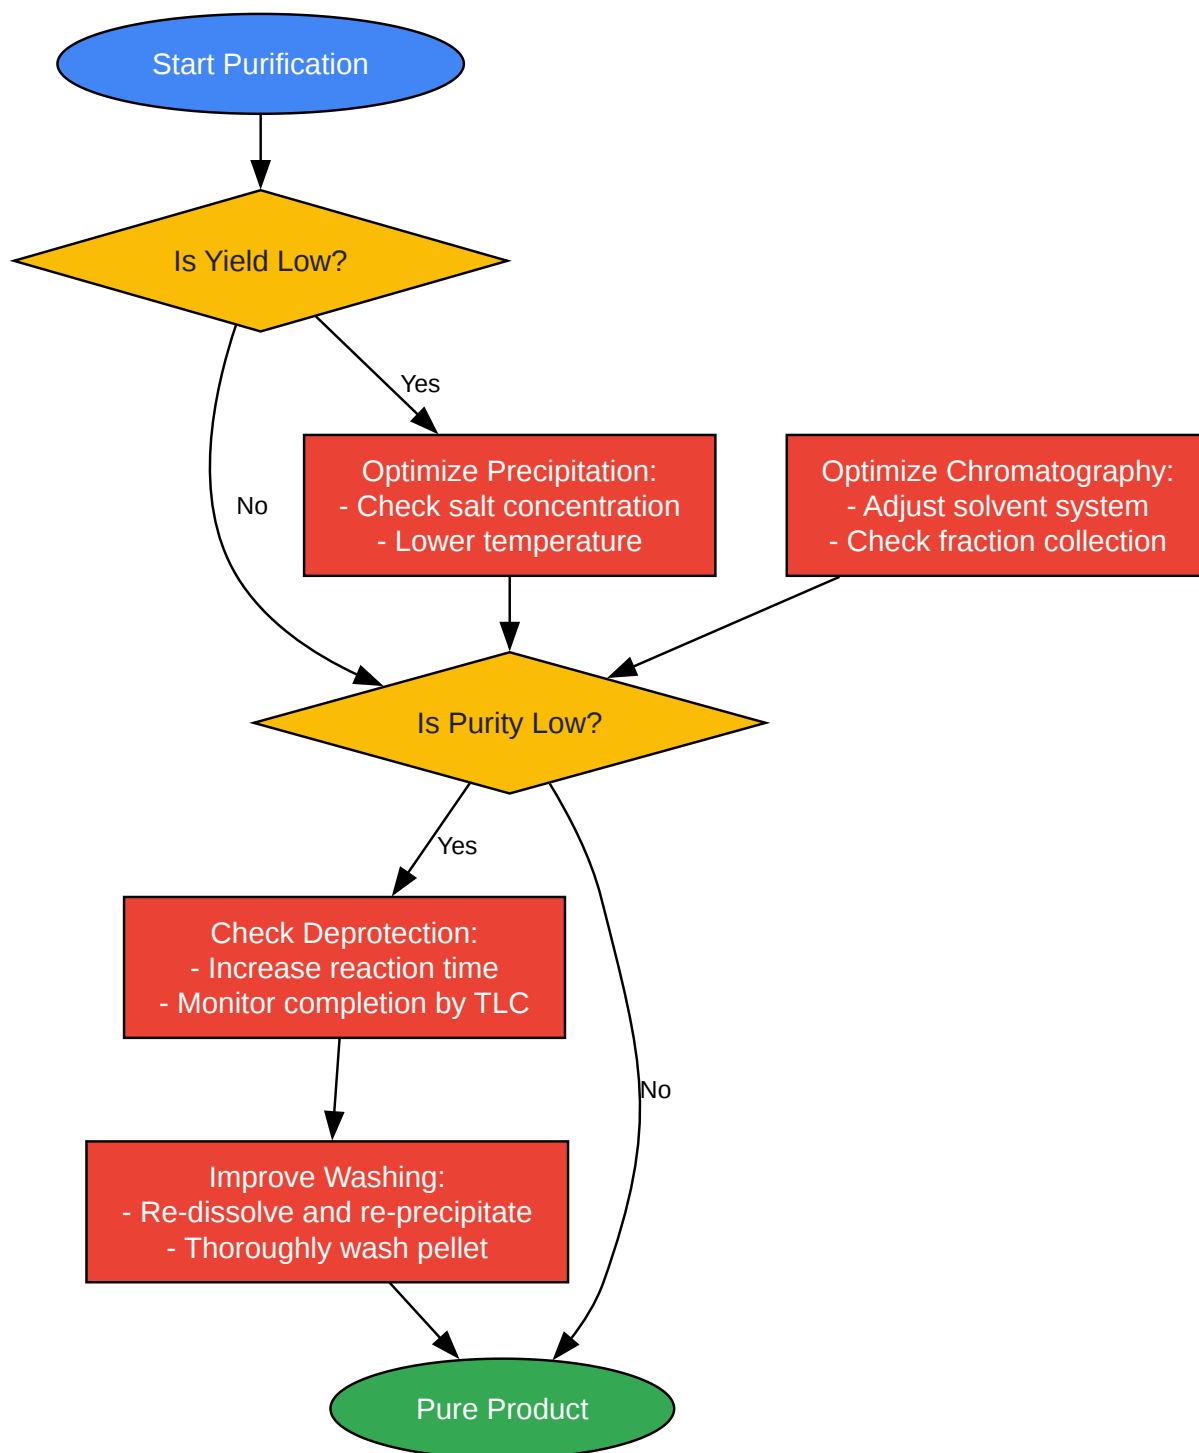 Start Purification
Is Yield Low?
Yes
No
Optimize Precipitation:
- Check salt concentration
- Lower temperature
Optimize Chromatography:
- Adjust solvent system
- Check fraction collection
Is Purity Low?
Yes
Check Deprotection:
- Increase reaction time
- Monitor completion by TLC
No
Improve Washing:
- Re-dissolve and re-precipitate
- Thoroughly wash pellet
Pure Product